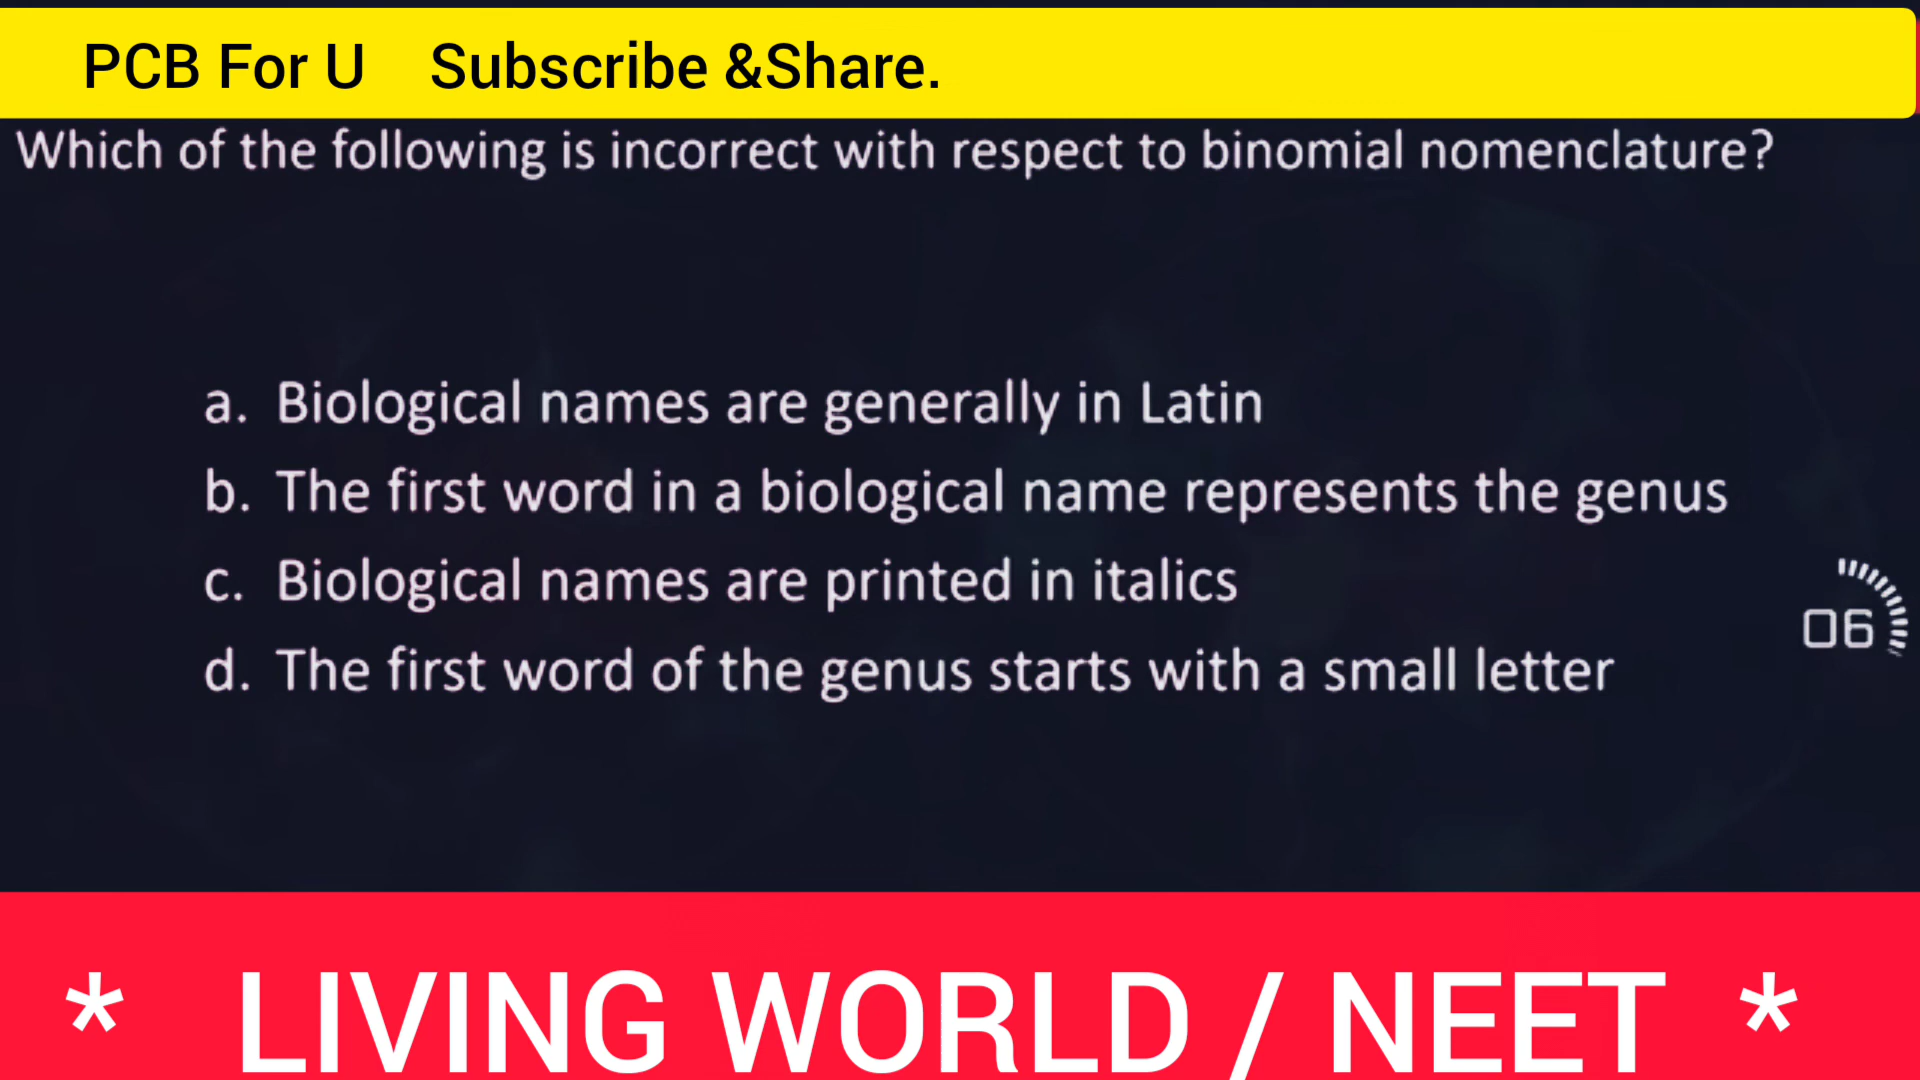 PCB For U Subscribe &Share.
Which of the following is incorrect with respect to binomial nomenclature?
a. Biological names are generally in Latin
b. The first word in a biological name represents the genus
c. Biological names are printed in italics
06
d. The first word of the genus starts with a small letter
* LIVING WORLD / NEET *